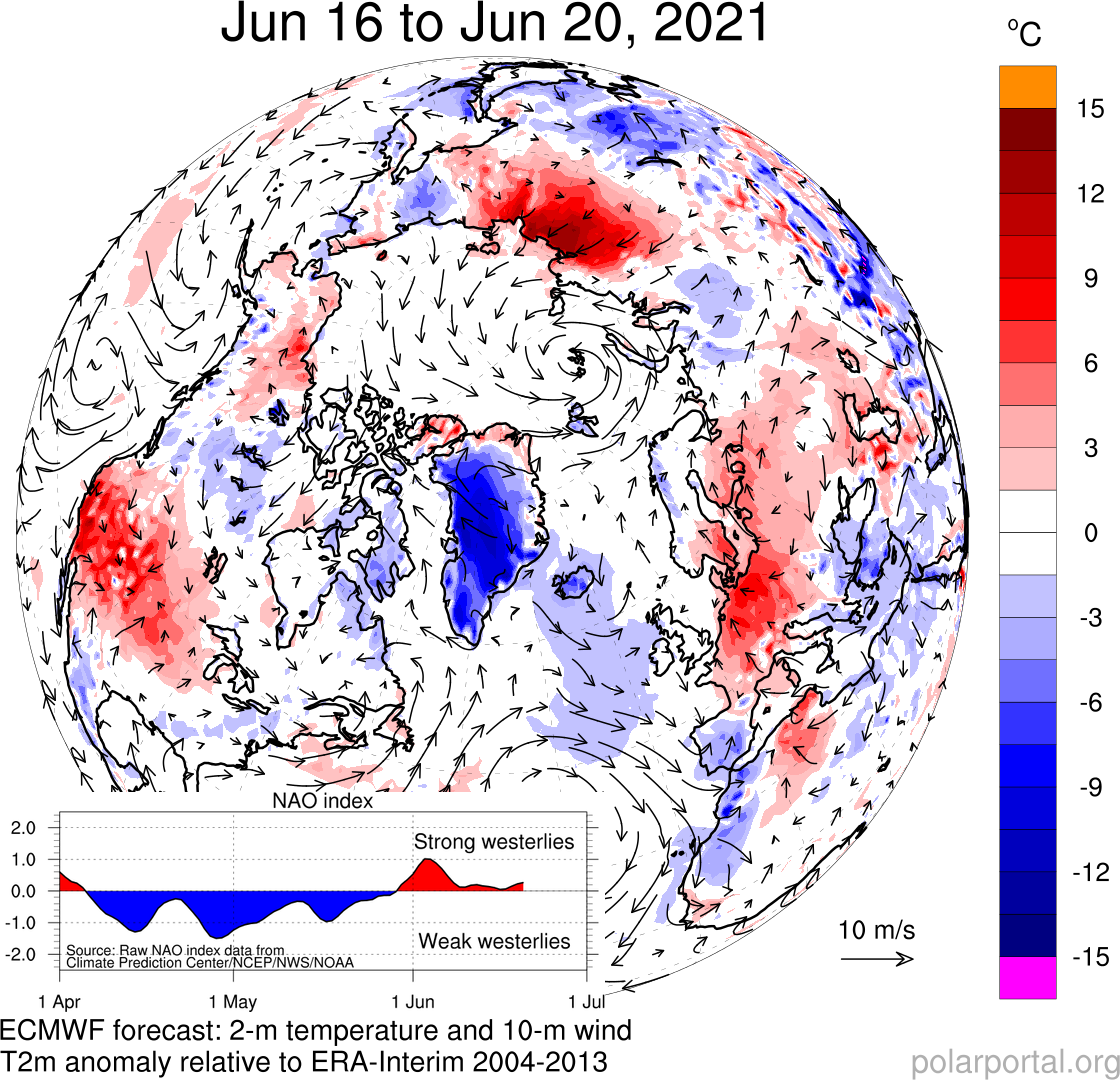 Jun 16 to Jun 20, 2021
oC
15
12
9
6
3
0
-3
-6
-9
-12
-15
10 m/s
NAO index
2.0
1.0
0.0
-1.0
-2.0
Strong westerlies
Weak westerlies
Source: Raw NAO index data from
Climate Prediction Center/NCEP/NWS/NOAA
1 Apr 1 May 1 Jun 1 Jul
ECMWF forecast: 2-m temperature and 10-m wind
T2m anomaly relative to ERA-Interim 2004-2013
polarportal.org